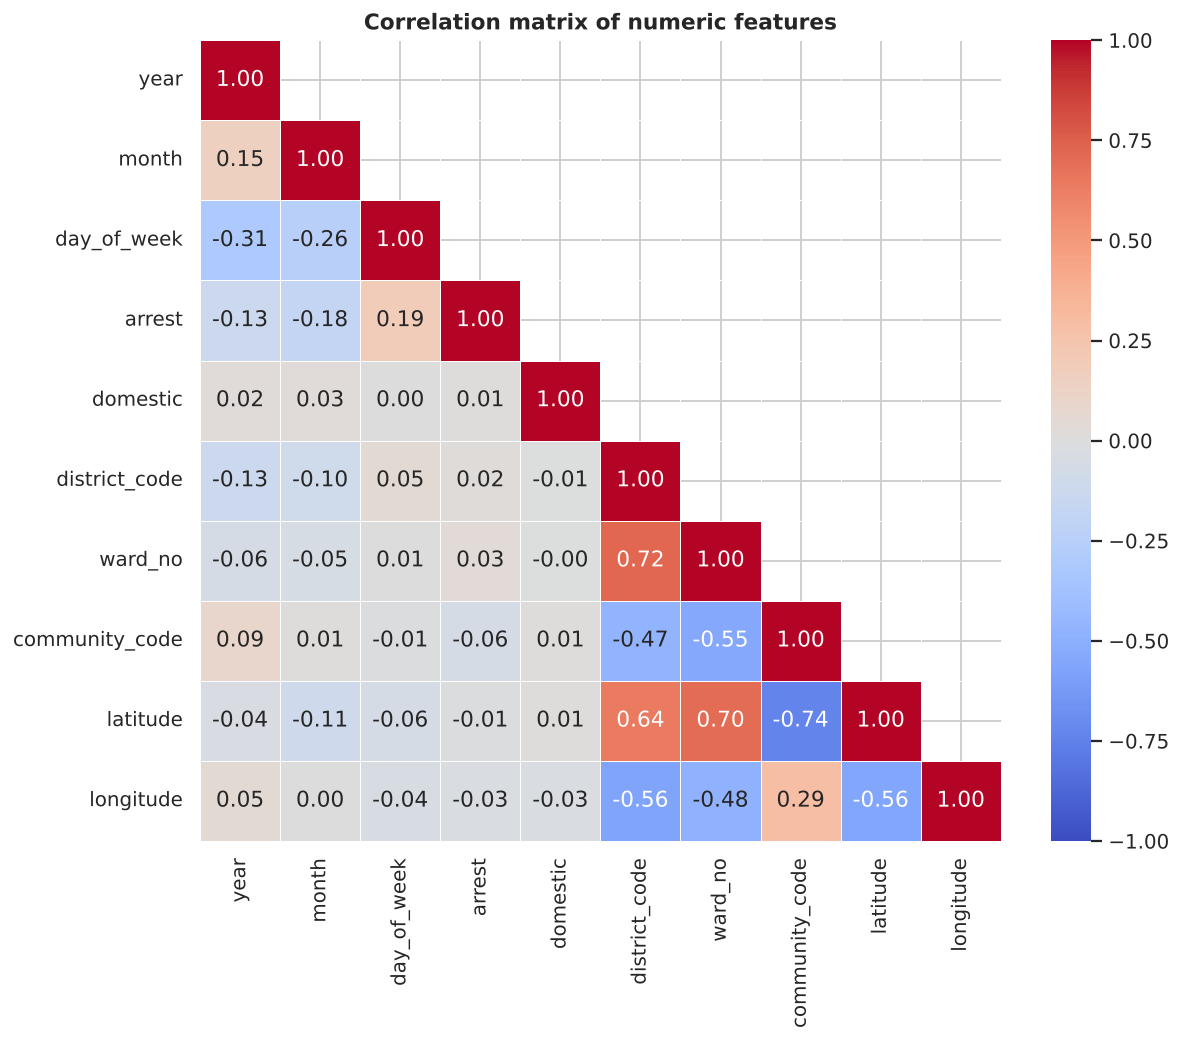 Correlation matrix of numeric features
year 1.00
month 0.15 1.00
day_of_week -0.31 -0.26 1.00
arrest -0.13 -0.18 0.19 1.00
domestic 0.02 0.03 0.00 0.01 1.00
district_code -0.13 -0.10 0.05 0.02 -0.01 1.00
ward_no -0.06 -0.05 0.01 0.03 -0.00 0.72 1.00
community_code 0.09 0.01 -0.01 -0.06 0.01 -0.47 -0.55 1.00
latitude -0.04 -0.11 -0.06 -0.01 0.01 0.64 0.70 -0.74 1.00
longitude 0.05 0.00 -0.04 -0.03 -0.03 -0.56 -0.48 0.29 -0.56 1.00
year month day_of_week arrest domestic district_code ward_no community_code latitude longitude
1.00
0.75
0.50
0.25
0.00
−0.25
−0.50
−0.75
−1.00